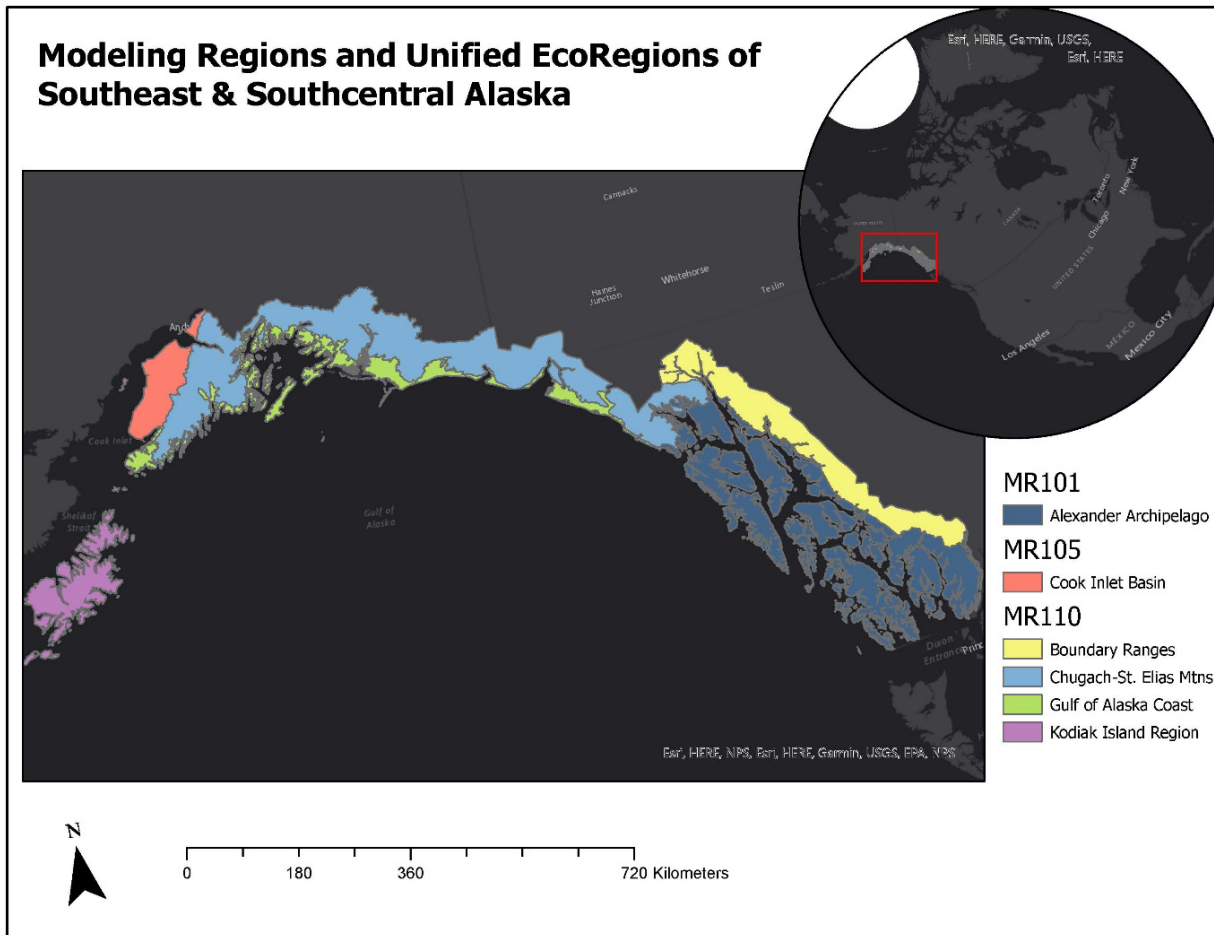 Modeling Regions and Unified EcoRegions of
Southeast & Southcentral Alaska
Esri, HERE, Garmin, USGS,
Esri, HERE
CANADA
Toronto
New York
Chicago
UNITED STATES
Los Angeles
MÉXICO
Mexico City
Carmacks
Whitehorse
Haines
Junction
Teslin
Anch
Cook Inlet
Shelikof
Strait
Gulf of
Alaska
Dixon
Entrance
Princ
Esri, HERE, NPS, Esri, HERE, Garmin, USGS, EPA, NPS
MR101
Alexander Archipelago
MR105
Cook Inlet Basin
MR110
Boundary Ranges
Chugach-St. Elias Mtns
Gulf of Alaska Coast
Kodiak Island Region
N
0 180 360 720 Kilometers